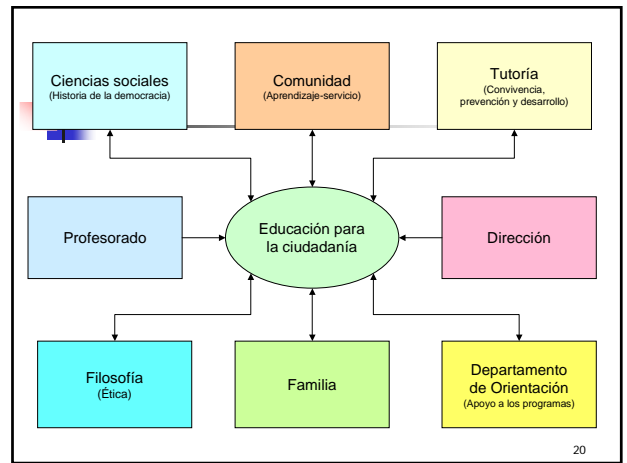 Ciencias sociales
(Historia de la democracia)
Comunidad
(Aprendizaje-servicio)
Tutoría
(Convivencia,
prevención y desarrollo)
Profesorado
Educación para
la ciudadanía
Dirección
Filosofía
(Ética)
Familia
Departamento
de Orientación
(Apoyo a los programas)
20